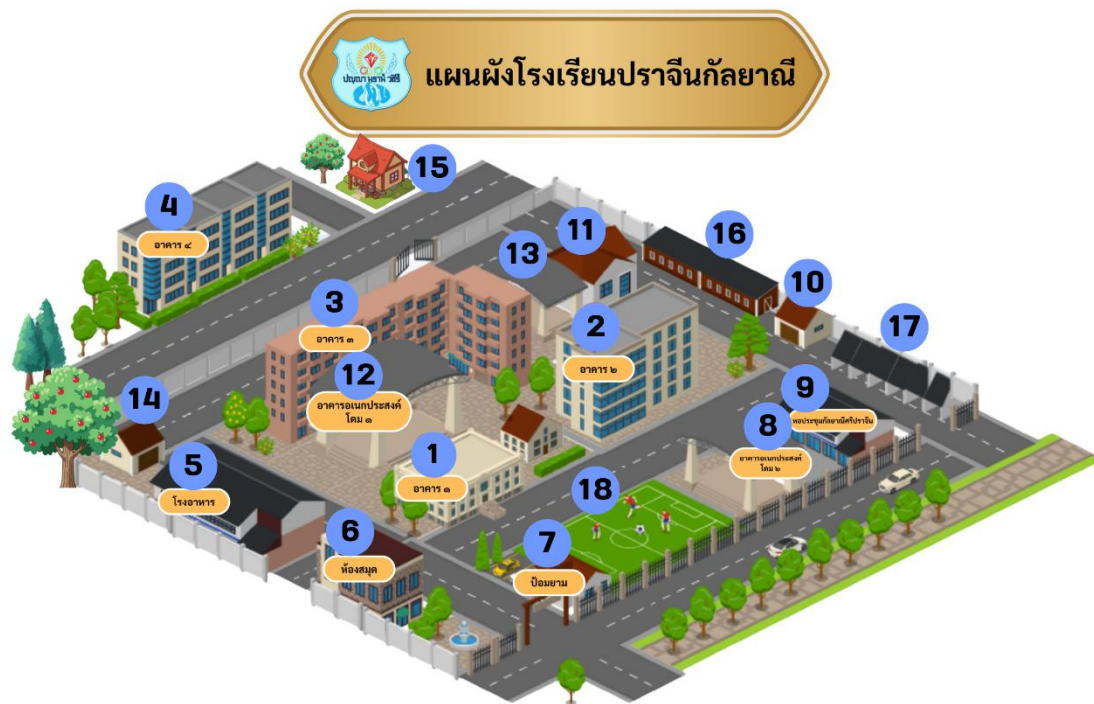 แผนผังโรงเรียนปราจีนกัลยาณี
15
4
อาคาร ๔
11
16
13
10
3
อาคาร ๓
2
อาคาร ๒
17
12
อาคารอเนกประสงค์
โดม ๑
9
หอประชุมกัลยาณีศรีปราจีน
14
8
อาคารอเนกประสงค์
โดม ๒
1
อาคาร ๑
5
โรงอาหาร
18
6
ห้องสมุด
7
ป้อมยาม